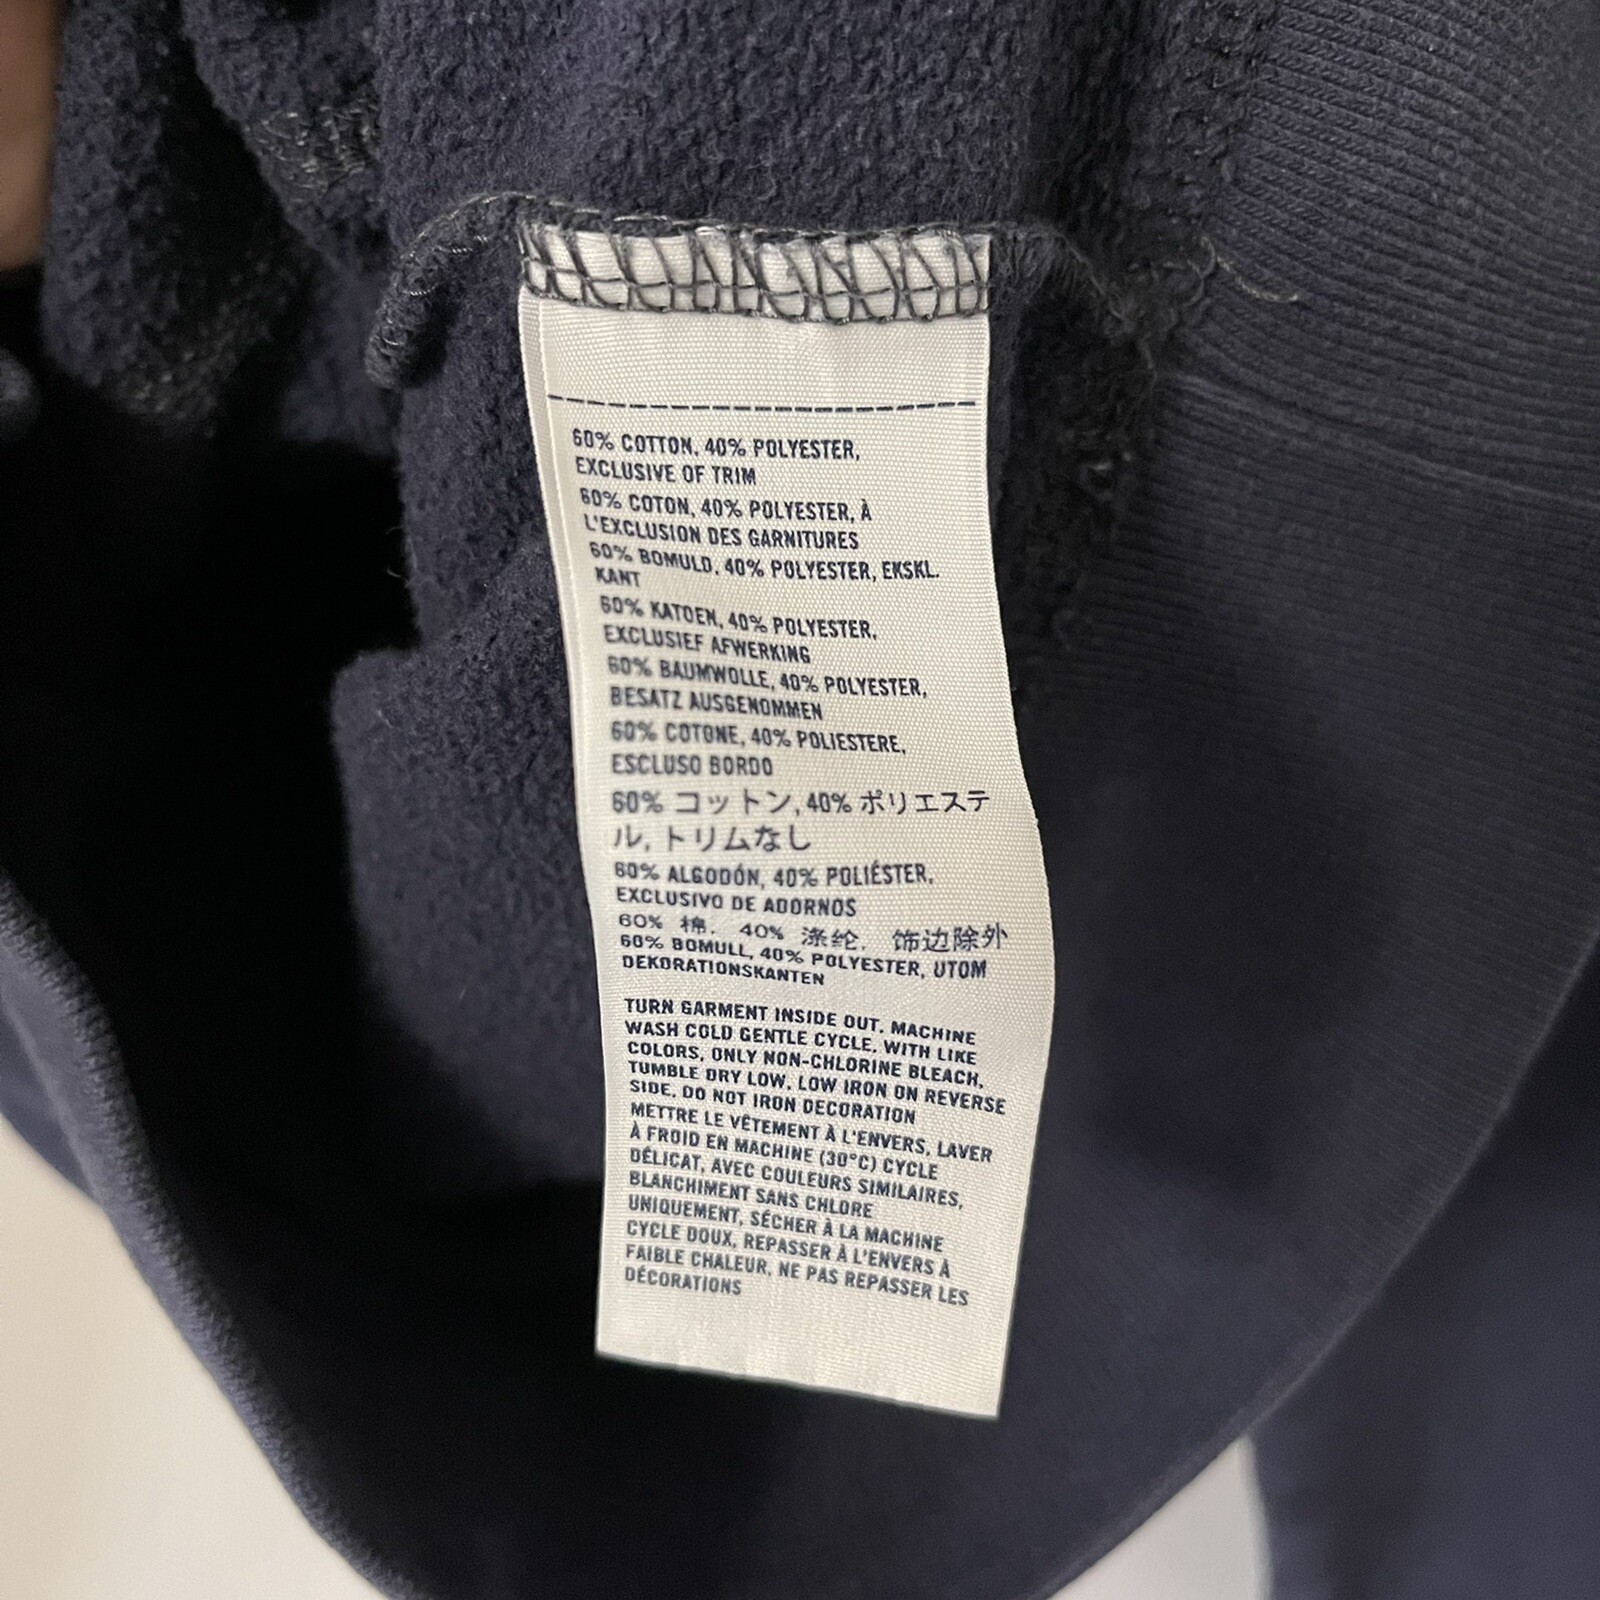 60% COTTON, 40% POLYESTER,
EXCLUSIVE OF TRIM
60% COTON, 40% POLYESTER, À
L'EXCLUSION DES GARNITURES
60% BOMULD, 40% POLYESTER, EKSKL.
KANT
60% KATOEN, 40% POLYESTER,
EXCLUSIEF AFWERKING
60% BAUMWOLLE, 40% POLYESTER,
BESATZ AUSGENOMMEN
60% COTONE, 40% POLIESTERE,
ESCLUSO BORDO
60% コットン, 40% ポリエステ
ル, トリムなし
60% ALGODÓN, 40% POLIÉSTER,
EXCLUSIVO DE ADORNOS
60% 棉, 40% 涤纶, 饰边除外
60% BOMULL, 40% POLYESTER, UTOM
DEKORATIONSKANTEN
TURN GARMENT INSIDE OUT. MACHINE
WASH COLD GENTLE CYCLE. WITH LIKE
COLORS, ONLY NON-CHLORINE BLEACH,
TUMBLE DRY LOW. LOW IRON ON REVERSE
SIDE. DO NOT IRON DECORATION
METTRE LE VÊTEMENT À L'ENVERS, LAVER
À FROID EN MACHINE (30°C) CYCLE
DÉLICAT, AVEC COULEURS SIMILAIRES,
BLANCHIMENT SANS CHLORE
UNIQUEMENT, SÉCHER À LA MACHINE
CYCLE DOUX, REPASSER À L'ENVERS À
FAIBLE CHALEUR, NE PAS REPASSER LES
DÉCORATIONS